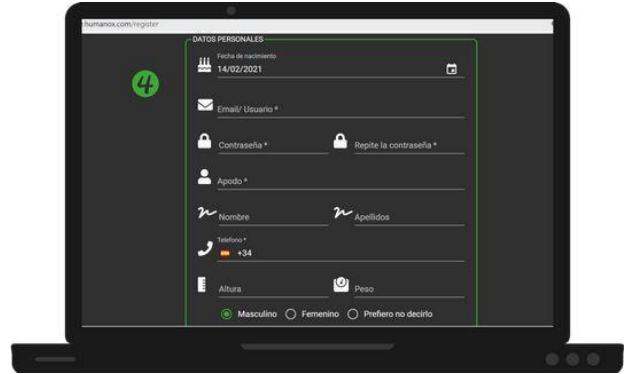 humanox.com/register
DATOS PERSONALES
4
Fecha de nacimiento
14/02/2021
Email/ Usuario *
Contraseña *
Repite la contraseña *
Apodo *
Nombre
Apellidos
Telefono *
+34
Altura
Peso
Masculino
Femenino
Prefiero no decirlo